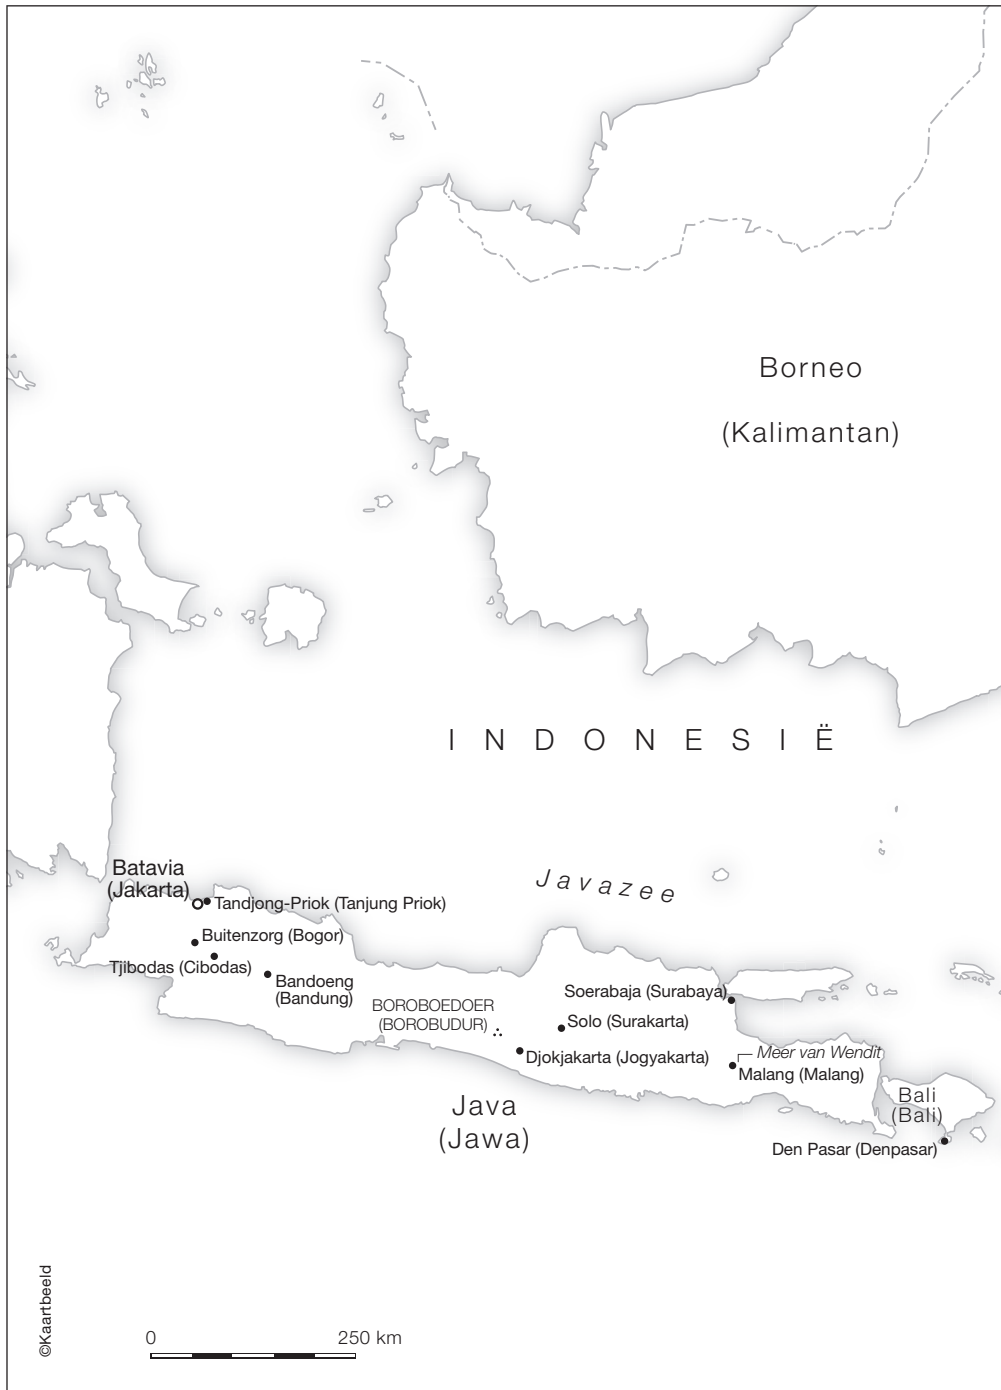 Borneo
(Kalimantan)
INDONESIË
Javazee
Batavia
(Jakarta)
Tandjong-Priok (Tanjung Priok)
Buitenzorg (Bogor)
Tjibodas (Cibodas)
Bandoeng
(Bandung)
BOROBOEDOER
(BOROBUDUR)
Soerabaja (Surabaya)
Solo (Surakarta)
Djokjakarta (Jogyakarta)
Meer van Wendit
Malang (Malang)
Bali
(Bali)
Java
(Jawa)
Den Pasar (Denpasar)
©Kaartbeeld
0 250 km